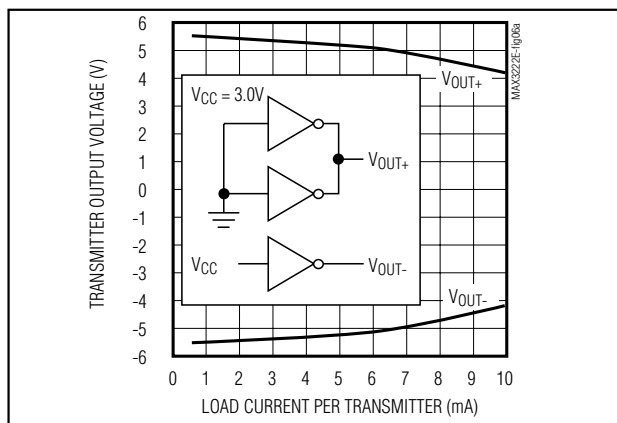 TRANSMITTER OUTPUT VOLTAGE (V)
6
5
4
3
2
1
0
-1
-2
-3
-4
-5
-6
MAX3222E-fig06a
VOUT+
VCC = 3.0V
VOUT+
VCC
VOUT-
VOUT-
0 1 2 3 4 5 6 7 8 9 10
LOAD CURRENT PER TRANSMITTER (mA)